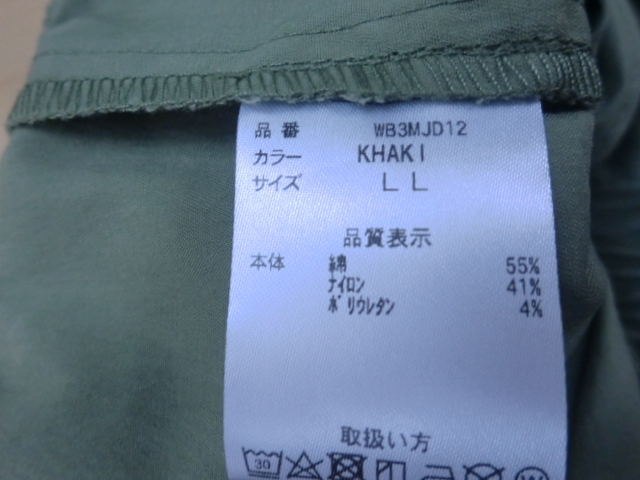 品番 WB3MJD12
カラー KHAKI
サイズ LL
品質表示
本体 綿 55%
ナイロン 41%
ポリウレタン 4%
取扱い方
30
W